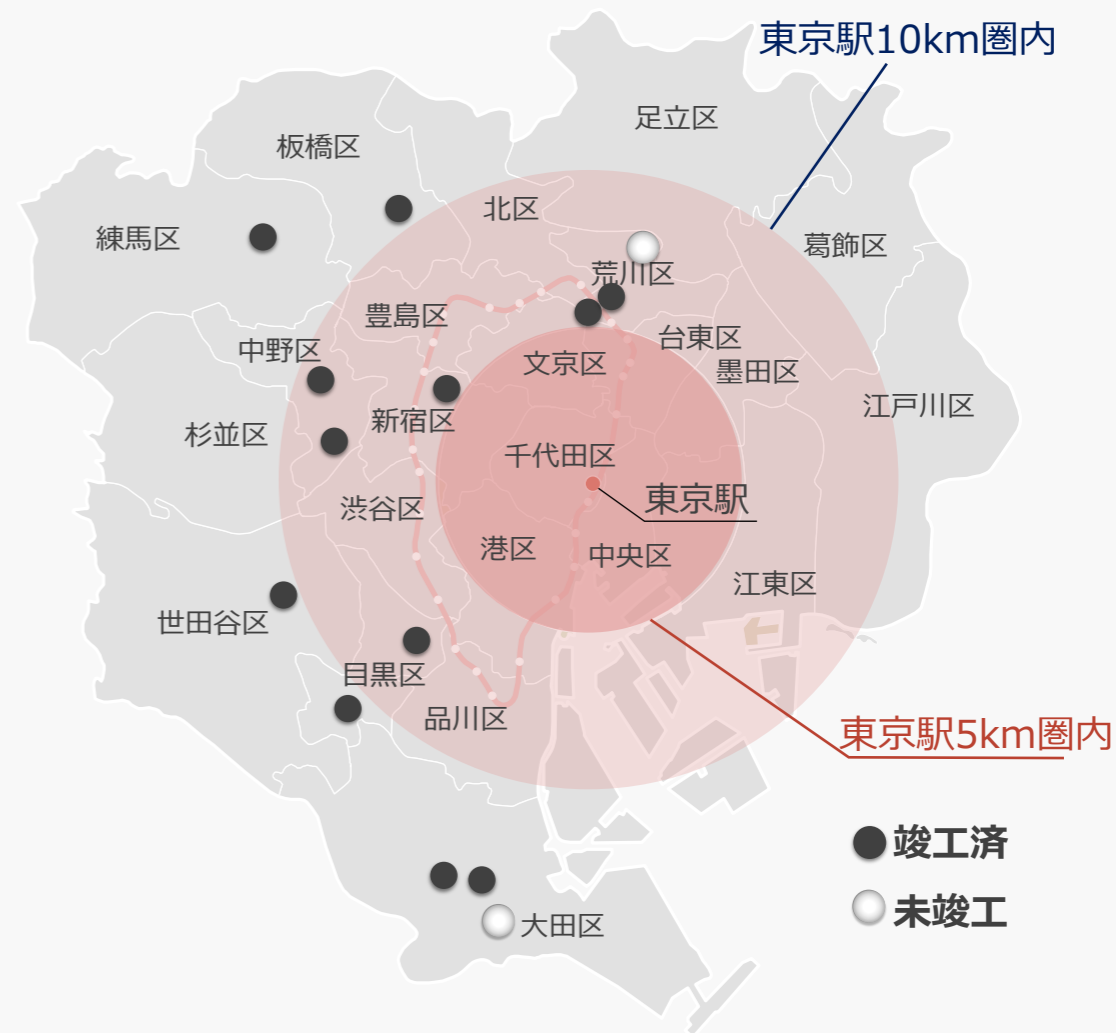 東京駅10km圏内
足立区
板橋区
北区
練馬区
葛飾区
荒川区
豊島区
台東区
中野区
文京区
墨田区
江戸川区
新宿区
杉並区
千代田区
東京駅
渋谷区
港区
中央区
江東区
世田谷区
目黒区
品川区
東京駅5km圏内
竣工済
未竣工
大田区